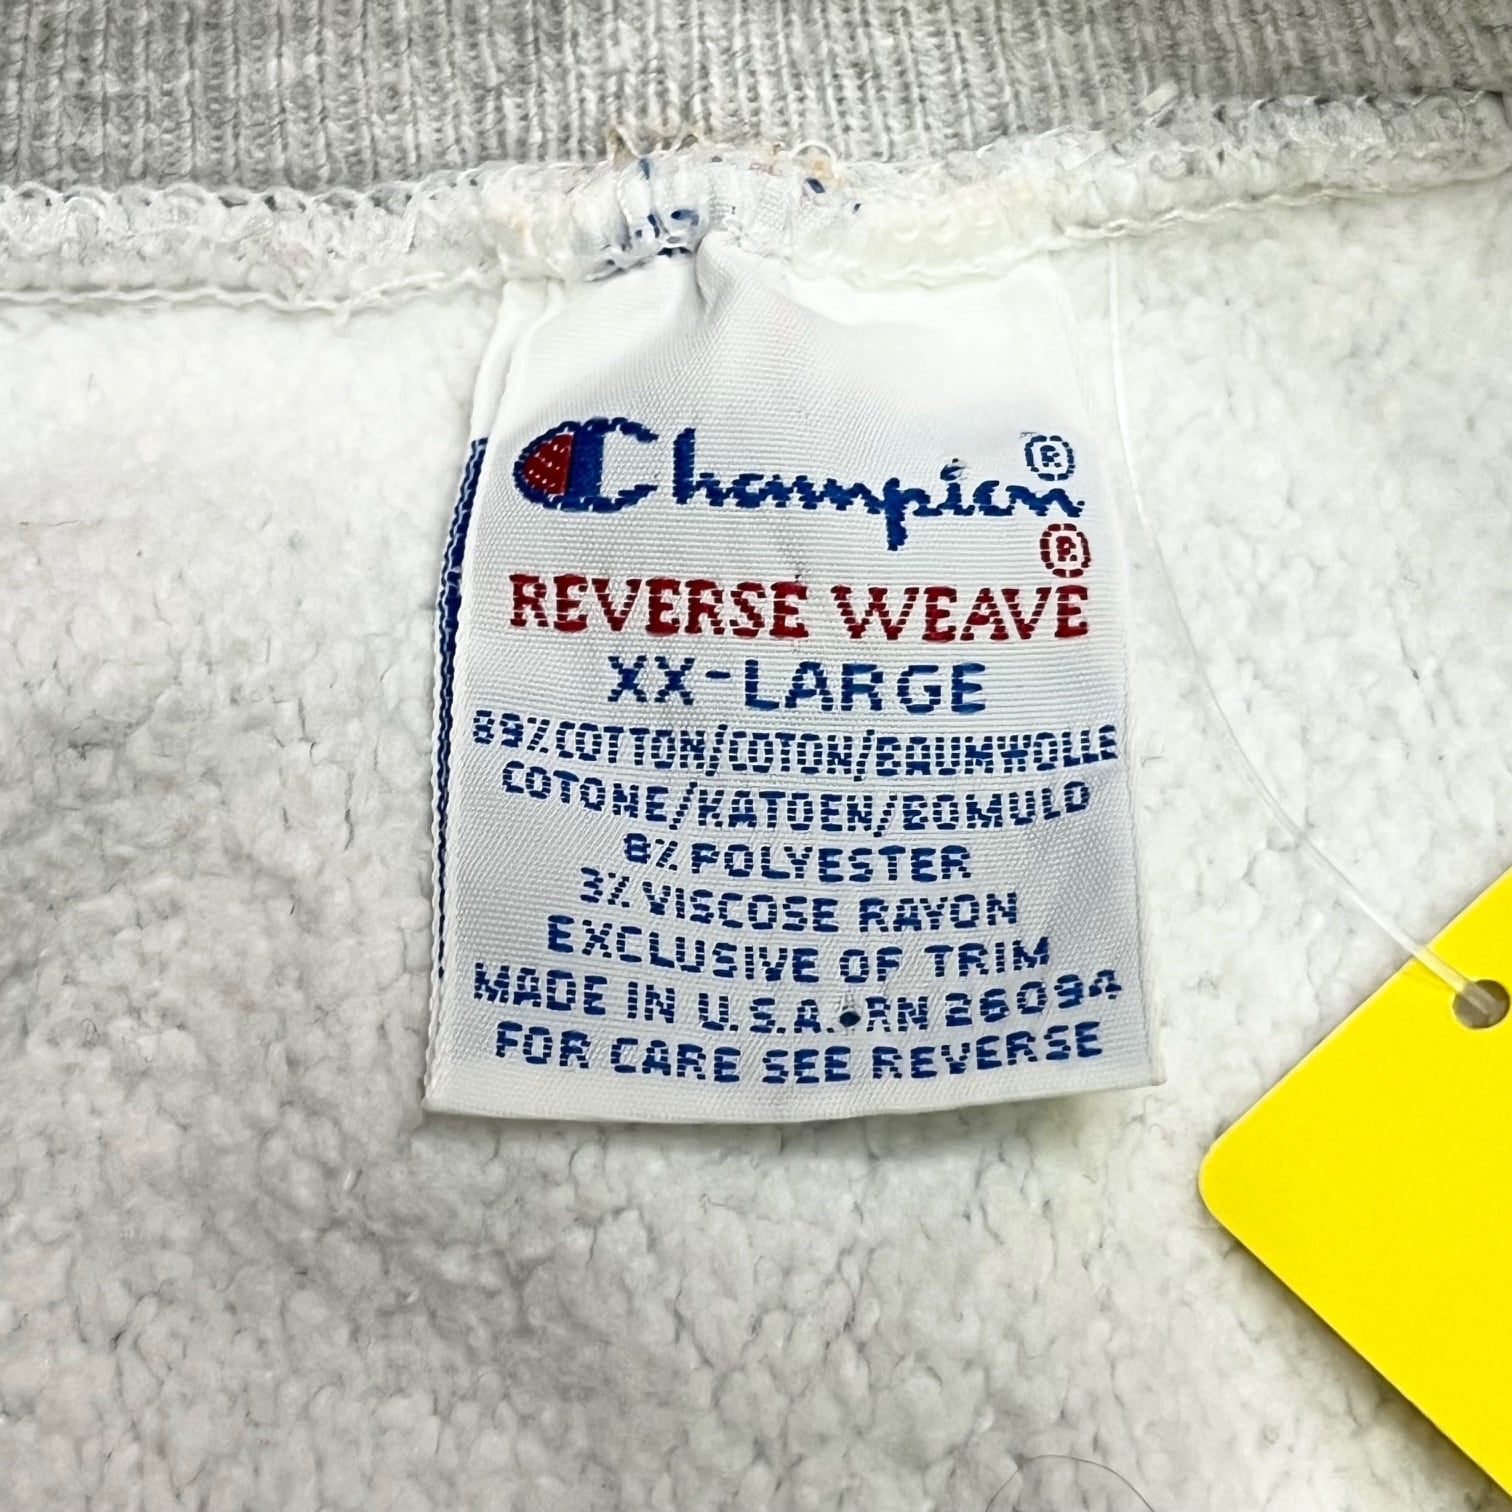 Champion®
REVERSE WEAVE®
XX-LARGE
89% COTTON/COTON/BAUMWOLLE
COTONE/KATOEN/BOMULD
8% POLYESTER
3% VISCOSE RAYON
EXCLUSIVE OF TRIM
MADE IN U.S.A. • RN 26094
FOR CARE SEE REVERSE